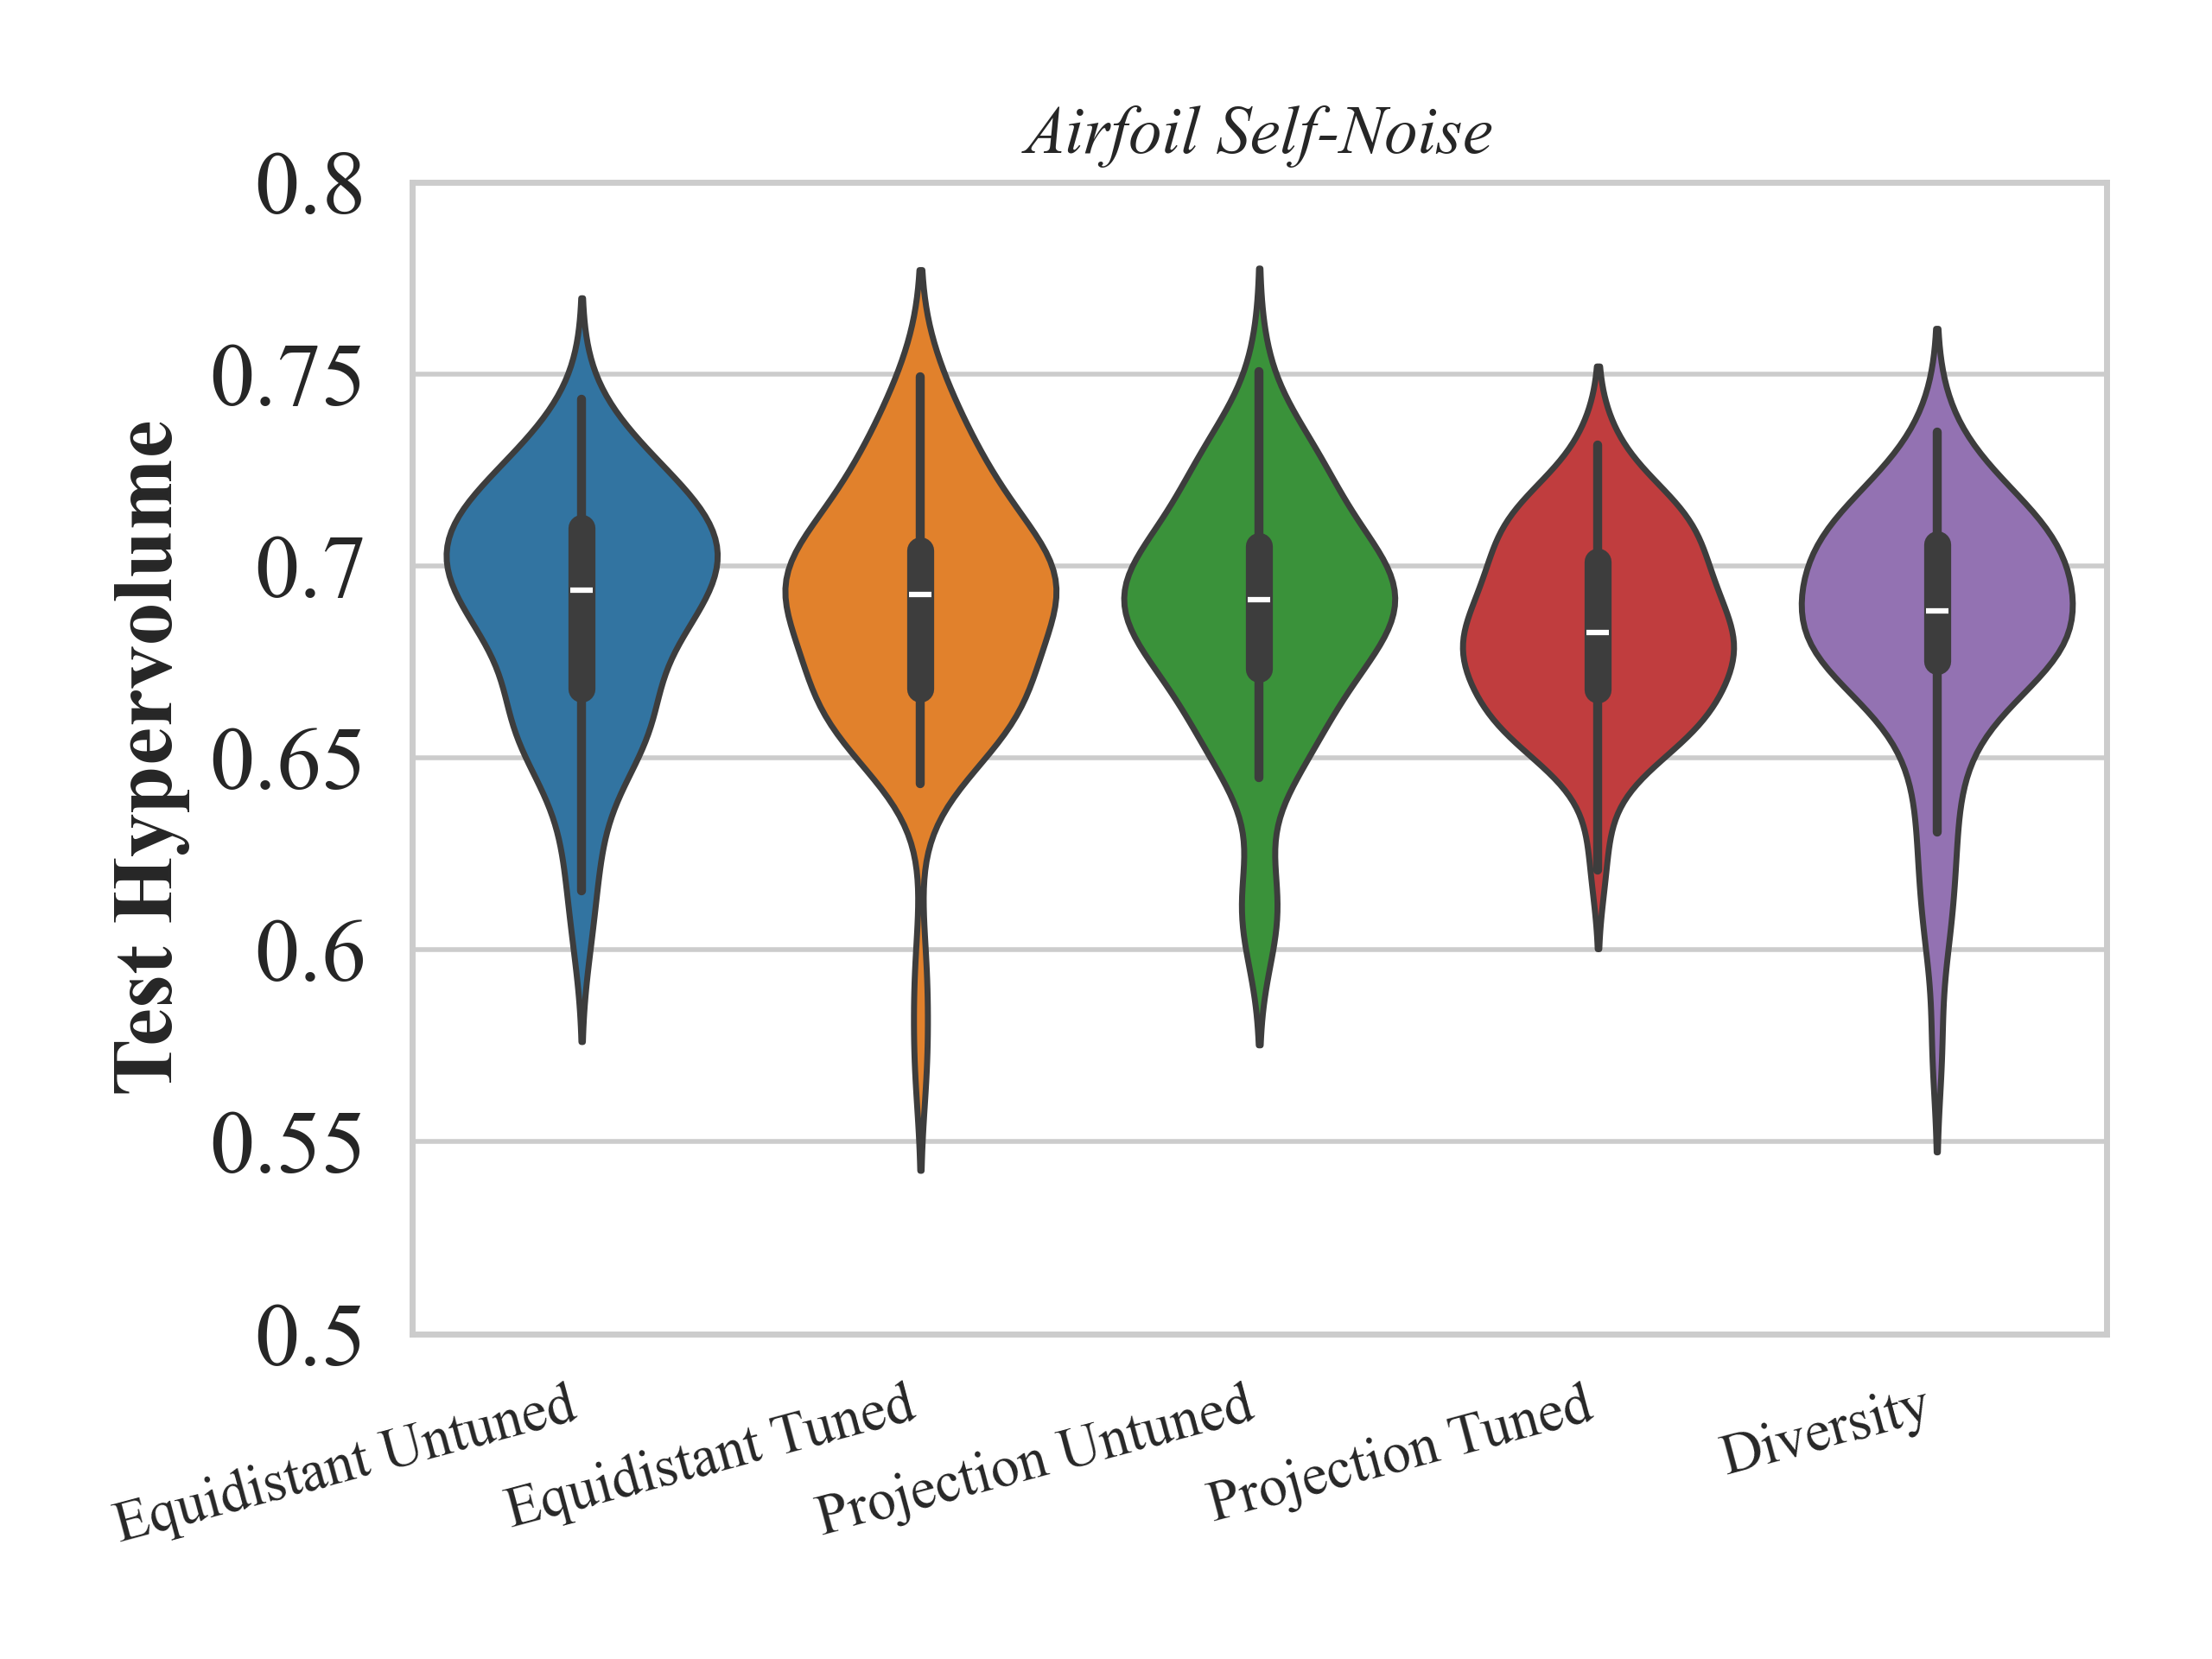 Airfoil Self-Noise
0.8
0.75
0.7
0.65
0.6
0.55
0.5
Test Hypervolume
Equidistant Untuned
Equidistant Tuned
Projection Untuned
Projection Tuned
Diversity